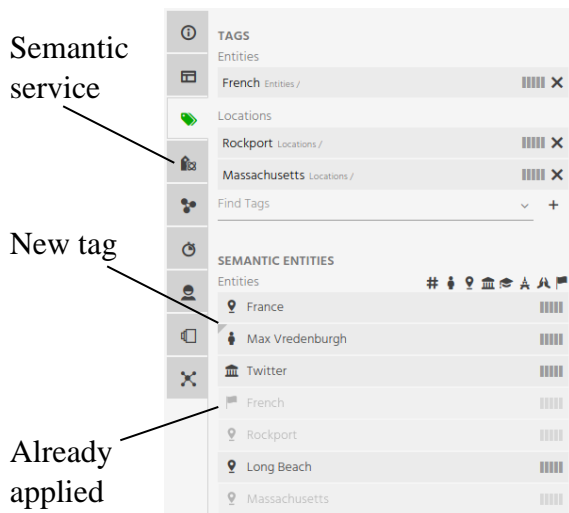 Semantic
service
New tag
Already
applied
TAGS
Entities
French Entities /
Locations
Rockport Locations /
Massachusetts Locations /
Find Tags
SEMANTIC ENTITIES
Entities
France
Max Vredenburgh
Twitter
French
Rockport
Long Beach
Massachusetts